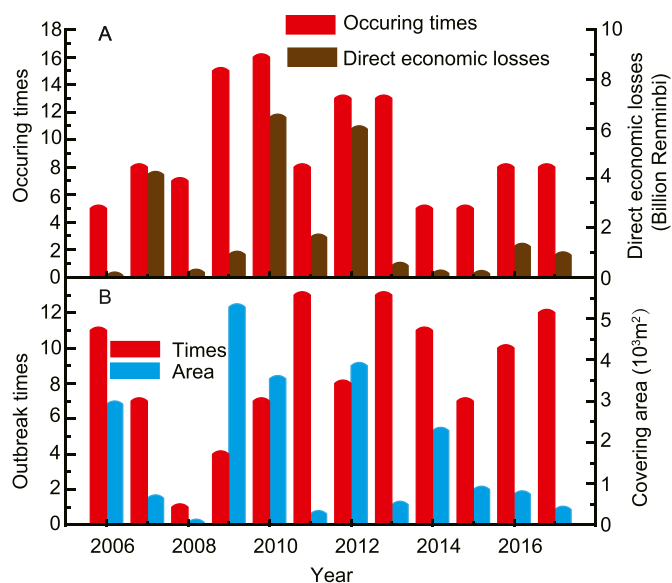 A
Occuring times
Direct economic losses
18
16
14
12
10
8
6
4
2
0
Occuring times
10
8
6
4
2
0
Direct economic losses
(Billion Renminbi)
B
Times
Area
12
10
8
6
4
2
0
Outbreak times
5
4
3
2
1
0
Covering area (10³m²)
2006 2008 2010 2012 2014 2016
Year